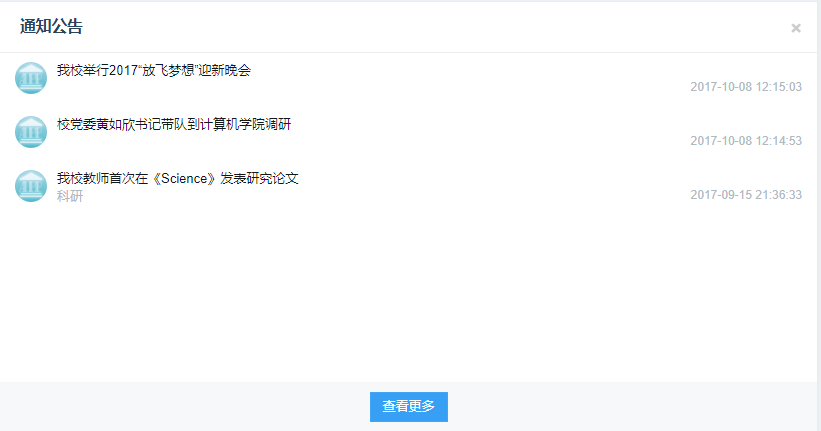 通知公告
×
我校举行2017“放飞梦想”迎新晚会
2017-10-08 12:15:03
校党委黄如欣书记带队到计算机学院调研
2017-10-08 12:14:53
我校教师首次在《Science》发表研究论文
科研
2017-09-15 21:36:33
查看更多